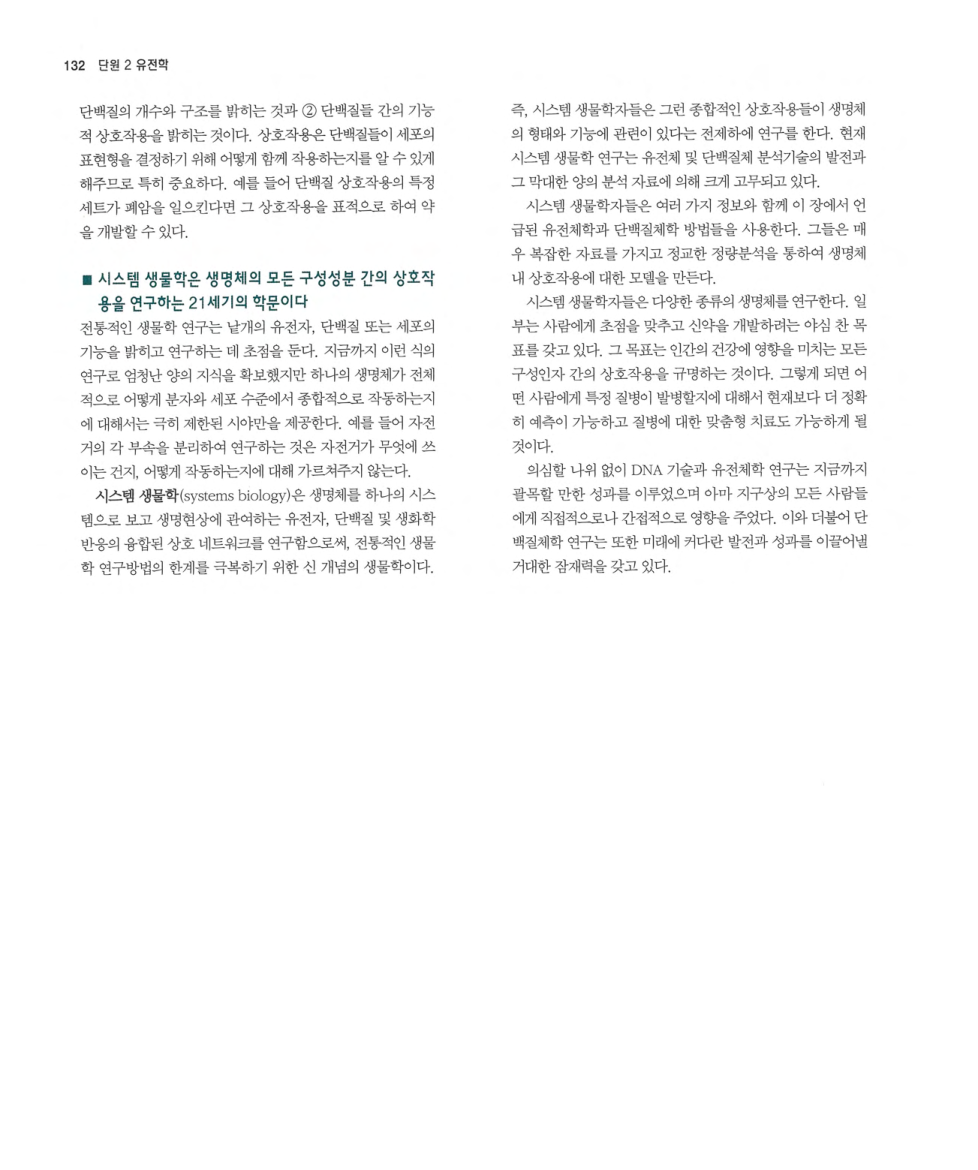 132 단원 2 유전학
단백질의 개수와 구조를 밝히는 것과 ② 단백질들 간의 기능
적 상호작용을 밝히는 것이다. 상호작용은 단백질들이 세포의
표현형을 결정하기 위해 어떻게 함께 작용하는지를 알 수 있게
해주므로 특히 중요하다. 예를 들어 단백질 상호작용의 특정
세트가 폐암을 일으킨다면 그 상호작용을 표적으로 하여 약
을 개발할 수 있다.
■ 시스템 생물학은 생명체의 모든 구성성분 간의 상호작
용을 연구하는 21세기의 학문이다
전통적인 생물학 연구는 낱개의 유전자, 단백질 또는 세포의
기능을 밝히고 연구하는 데 초점을 둔다. 지금까지 이런 식의
연구로 엄청난 양의 지식을 확보했지만 하나의 생명체가 전체
적으로 어떻게 분자와 세포 수준에서 종합적으로 작동하는지
에 대해서는 극히 제한된 시야만을 제공한다. 예를 들어 자전
거의 각 부속을 분리하여 연구하는 것은 자전거가 무엇에 쓰
이는 건지, 어떻게 작동하는지에 대해 가르쳐주지 않는다.
시스템 생물학(systems biology)은 생명체를 하나의 시스
템으로 보고 생명현상에 관여하는 유전자, 단백질 및 생화학
반응의 융합된 상호 네트워크를 연구함으로써, 전통적인 생물
학 연구방법의 한계를 극복하기 위한 신 개념의 생물학이다.
즉, 시스템 생물학자들은 그런 종합적인 상호작용들이 생명체
의 형태와 기능에 관련이 있다는 전제하에 연구를 한다. 현재
시스템 생물학 연구는 유전체 및 단백질체 분석기술의 발전과
그 막대한 양의 분석 자료에 의해 크게 고무되고 있다.
시스템 생물학자들은 여러 가지 정보와 함께 이 장에서 언
급된 유전체학과 단백질체학 방법들을 사용한다. 그들은 매
우 복잡한 자료를 가지고 정교한 정량분석을 통하여 생명체
내 상호작용에 대한 모델을 만든다.
시스템 생물학자들은 다양한 종류의 생명체를 연구한다. 일
부는 사람에게 초점을 맞추고 신약을 개발하려는 야심 찬 목
표를 갖고 있다. 그 목표는 인간의 건강에 영향을 미치는 모든
구성인자 간의 상호작용을 규명하는 것이다. 그렇게 되면 어
떤 사람에게 특정 질병이 발병할지에 대해서 현재보다 더 정확
히 예측이 가능하고 질병에 대한 맞춤형 치료도 가능하게 될
것이다.
의심할 나위 없이 DNA 기술과 유전체학 연구는 지금까지
괄목할 만한 성과를 이루었으며 아마 지구상의 모든 사람들
에게 직접적으로나 간접적으로 영향을 주었다. 이와 더불어 단
백질체학 연구는 또한 미래에 커다란 발전과 성과를 이끌어낼
거대한 잠재력을 갖고 있다.